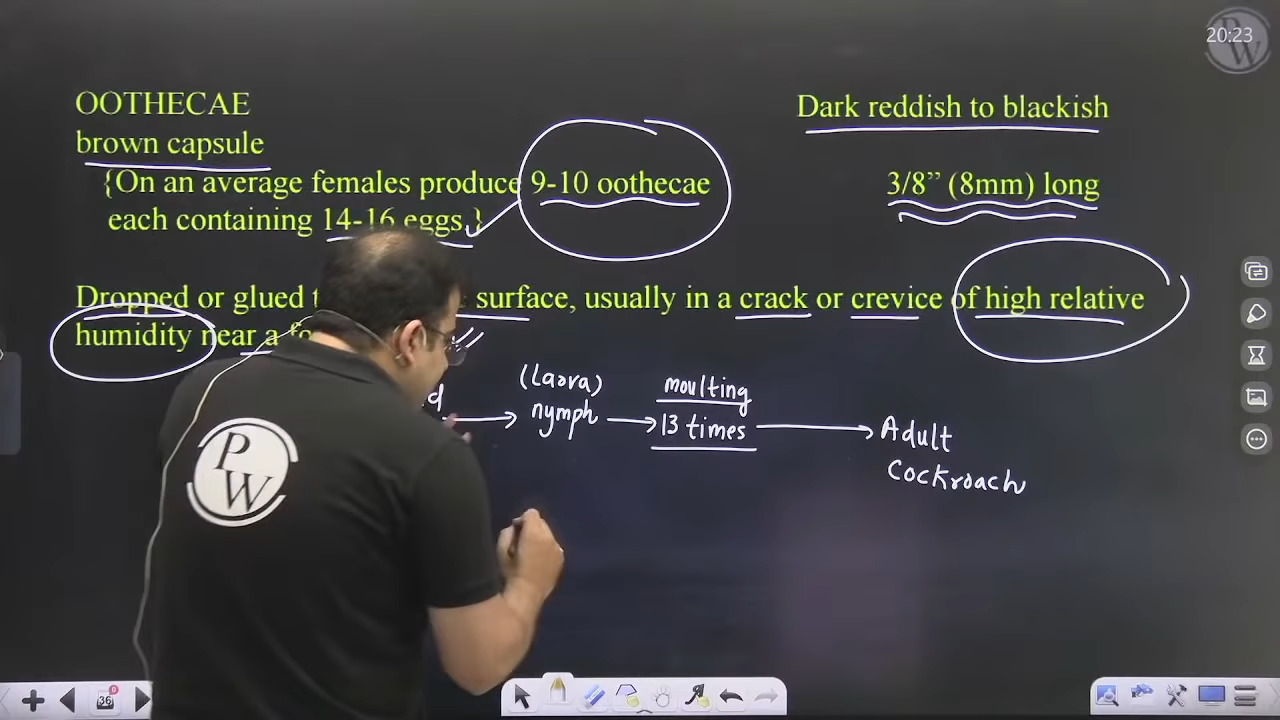 20:23
PW
OOTHECAE
Dark reddish to blackish
brown capsule
{On an average females produce 9-10 oothecae
3/8” (8mm) long
each containing 14-16 eggs.}
Dropped or glued surface, usually in a crack or crevice of high relative
humidity near a
(Larva)
moulting
nymph
13 times
Adult
Cockroach
PW
36